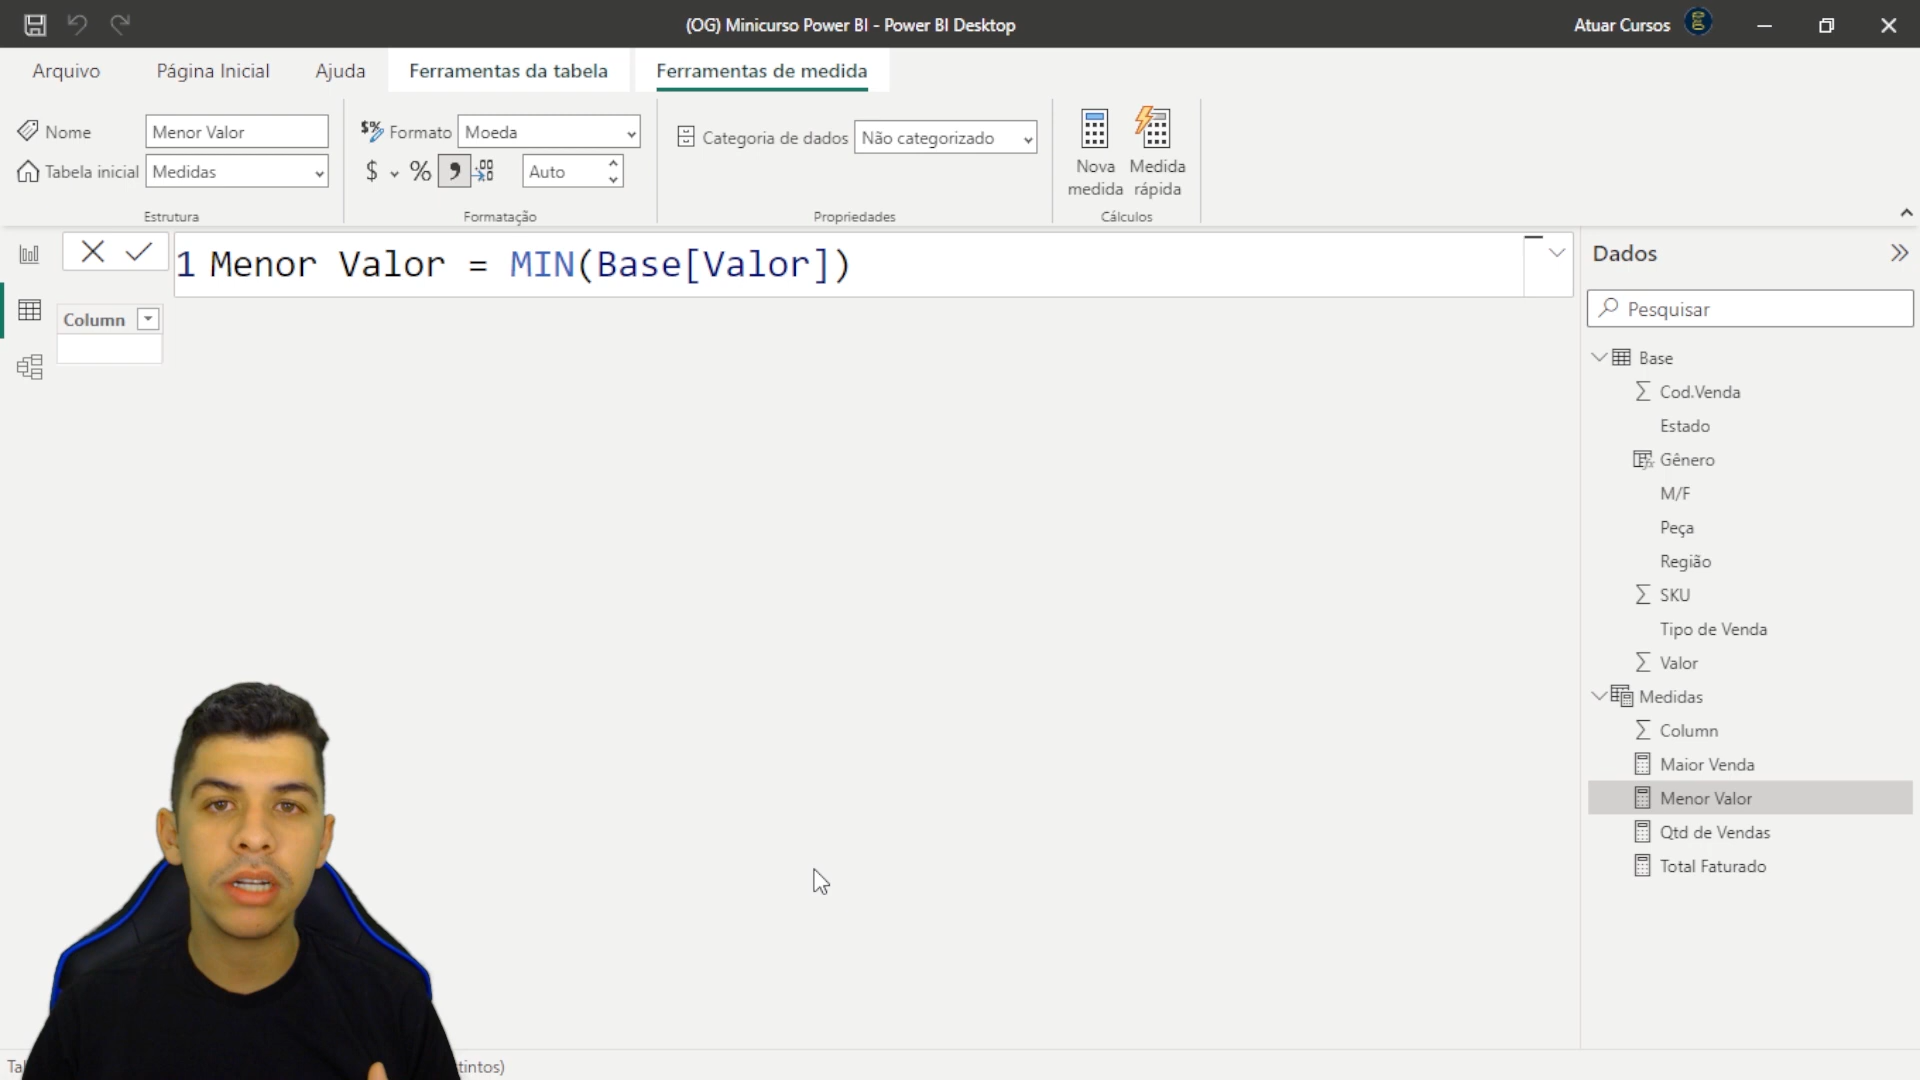 (OG) Minicurso Power BI - Power BI Desktop
Atuar Cursos
Arquivo
Página Inicial
Ajuda
Ferramentas da tabela
Ferramentas de medida
Nome
Menor Valor
Tabela inicial
Medidas
Estrutura
$% Formato
Moeda
$ % 9 .00
Auto
Formatação
Categoria de dados
Não categorizado
Propriedades
Nova
medida
Medida
rápida
Cálculos
1 Menor Valor = MIN(Base[Valor])
Column
Dados
Pesquisar
Base
Cod.Venda
Estado
Gênero
M/F
Peça
Região
SKU
Tipo de Venda
Valor
Medidas
Column
Maior Venda
Menor Valor
Qtd de Vendas
Total Faturado
tintos)